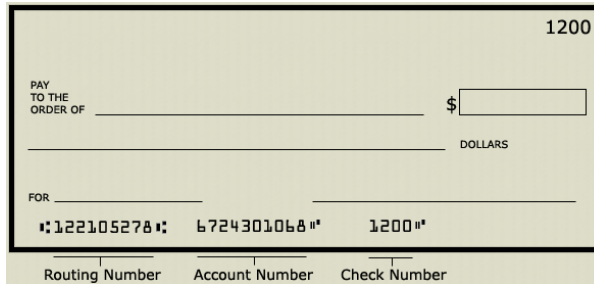 1200
PAY
TO THE
ORDER OF
$
DOLLARS
FOR
⑆122105278⑆ 6724301068⑈ 1200⑈
Routing Number Account Number Check Number